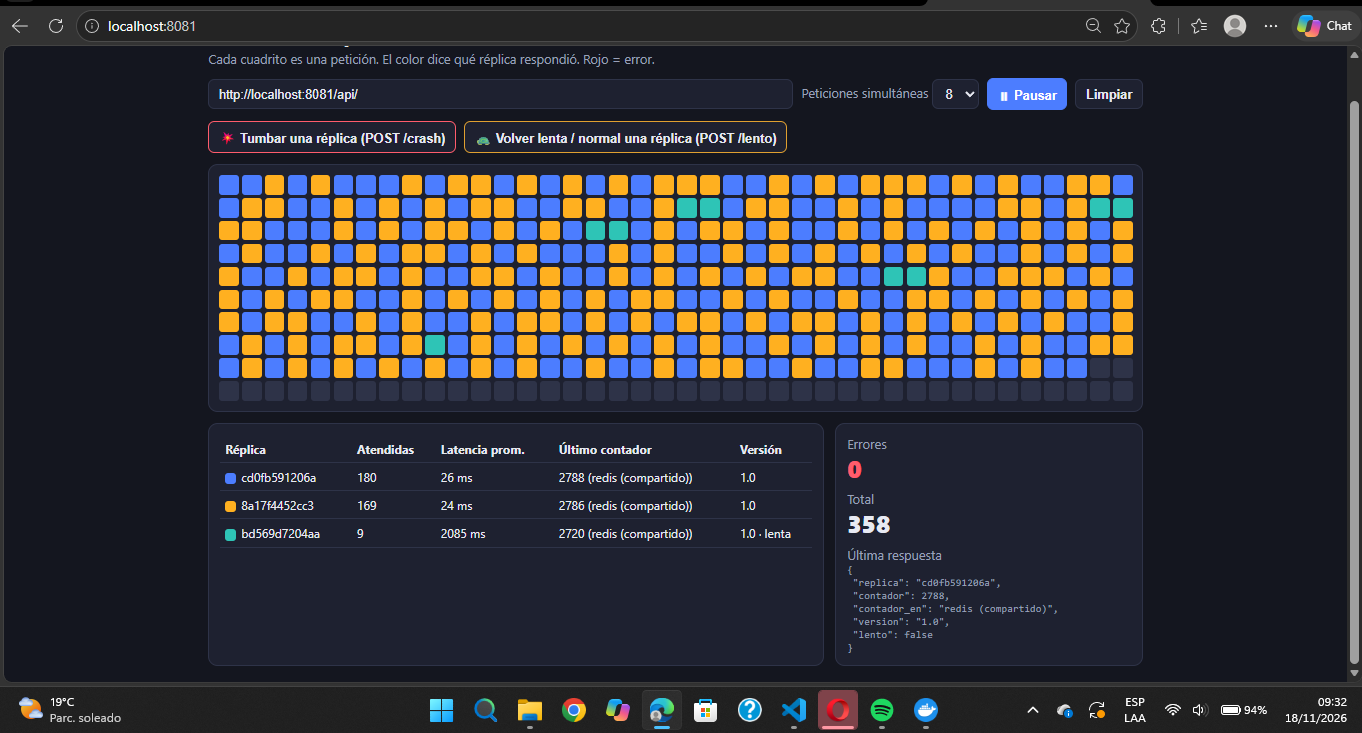 localhost:8081
Chat
Cada cuadrito es una petición. El color dice qué réplica respondió. Rojo = error.
http://localhost:8081/api/
Peticiones simultáneas
8
Pausar
Limpiar
Tumbar una réplica (POST /crash)
Volver lenta / normal una réplica (POST /lento)
Réplica Atendidas Latencia prom. Último contador Versión
cd0fb591206a 180 26 ms 2788 (redis (compartido)) 1.0
8a17f4452cc3 169 24 ms 2786 (redis (compartido)) 1.0
bd569d7204aa 9 2085 ms 2720 (redis (compartido)) 1.0 · lenta
Errores
0
Total
358
Última respuesta
{
"replica": "cd0fb591206a",
"contador": 2788,
"contador_en": "redis (compartido)",
"version": "1.0",
"lento": false
}
19°C
Parc. soleado
ESP
LAA
94%
09:32
18/11/2026